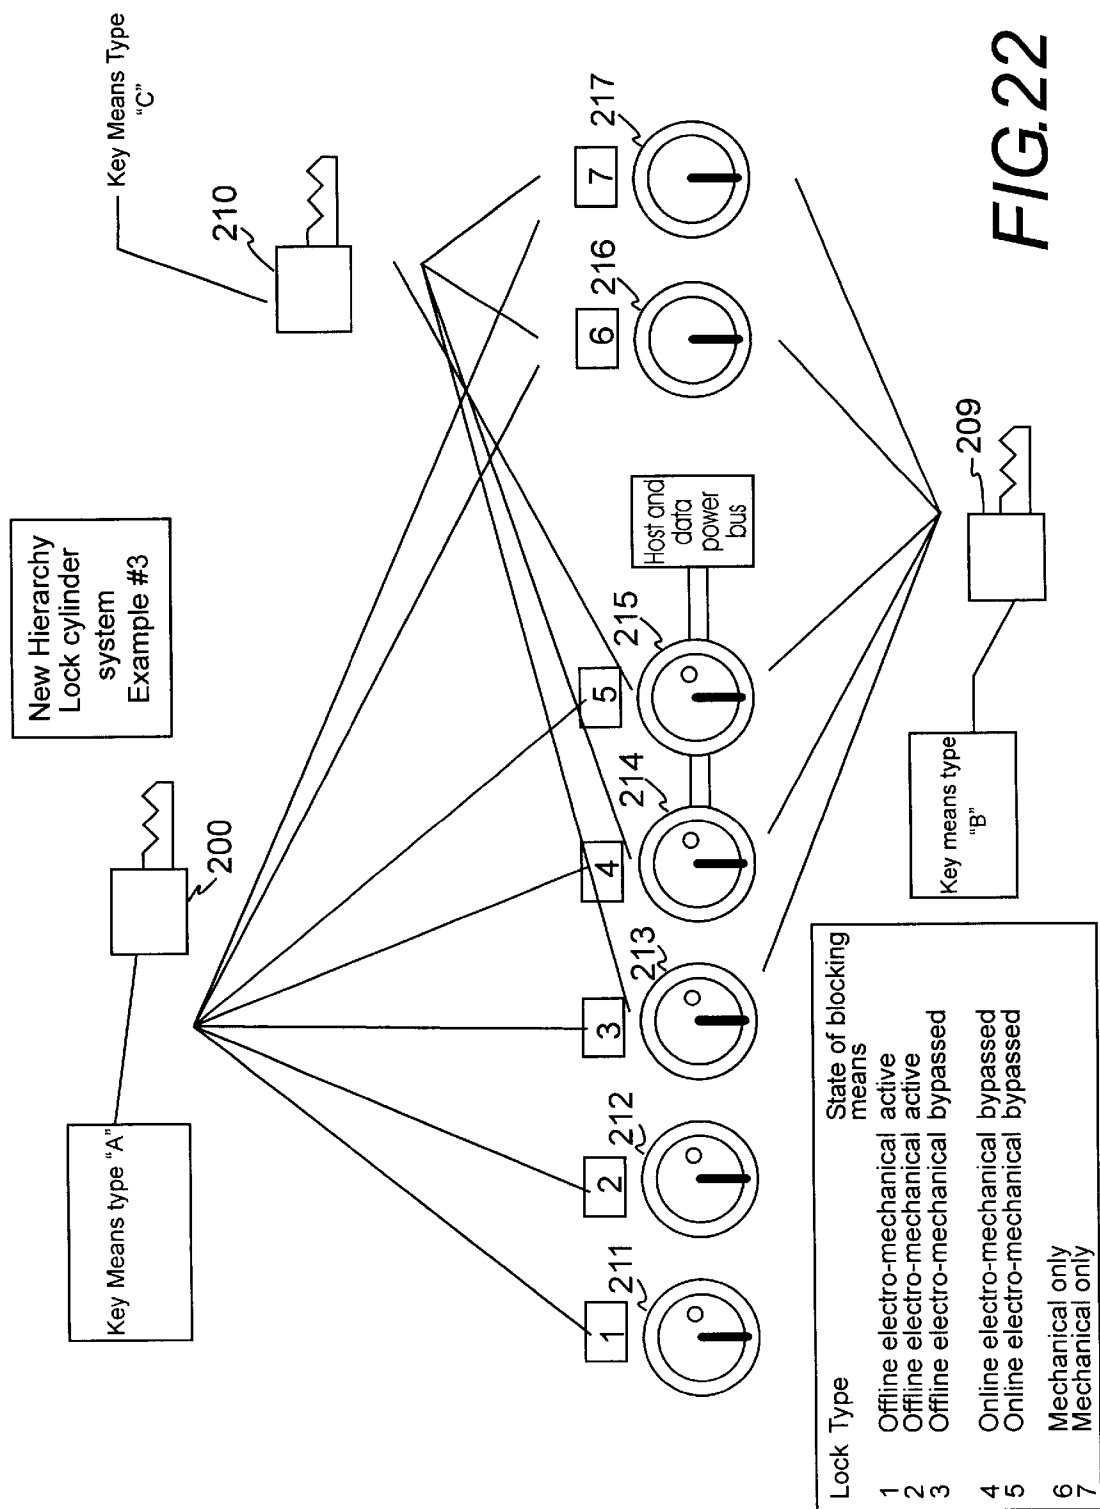 New Hierarchy
Lock cylinder
system
Example #3
Key Means Type
"C"
210
Key Means type "A"
200
1
2
3
4
5
6
7
211
212
213
214
215
216
217
Host and
data
power
bus
Key means type
"B"
209
Lock Type State of blocking
means
1 Offline electro-mechanical active
2 Offline electro-mechanical active
3 Offline electro-mechanical bypassed
4 Online electro-mechanical bypassed
5 Online electro-mechanical bypassed
6 Mechanical only
7 Mechanical only
FIG.22